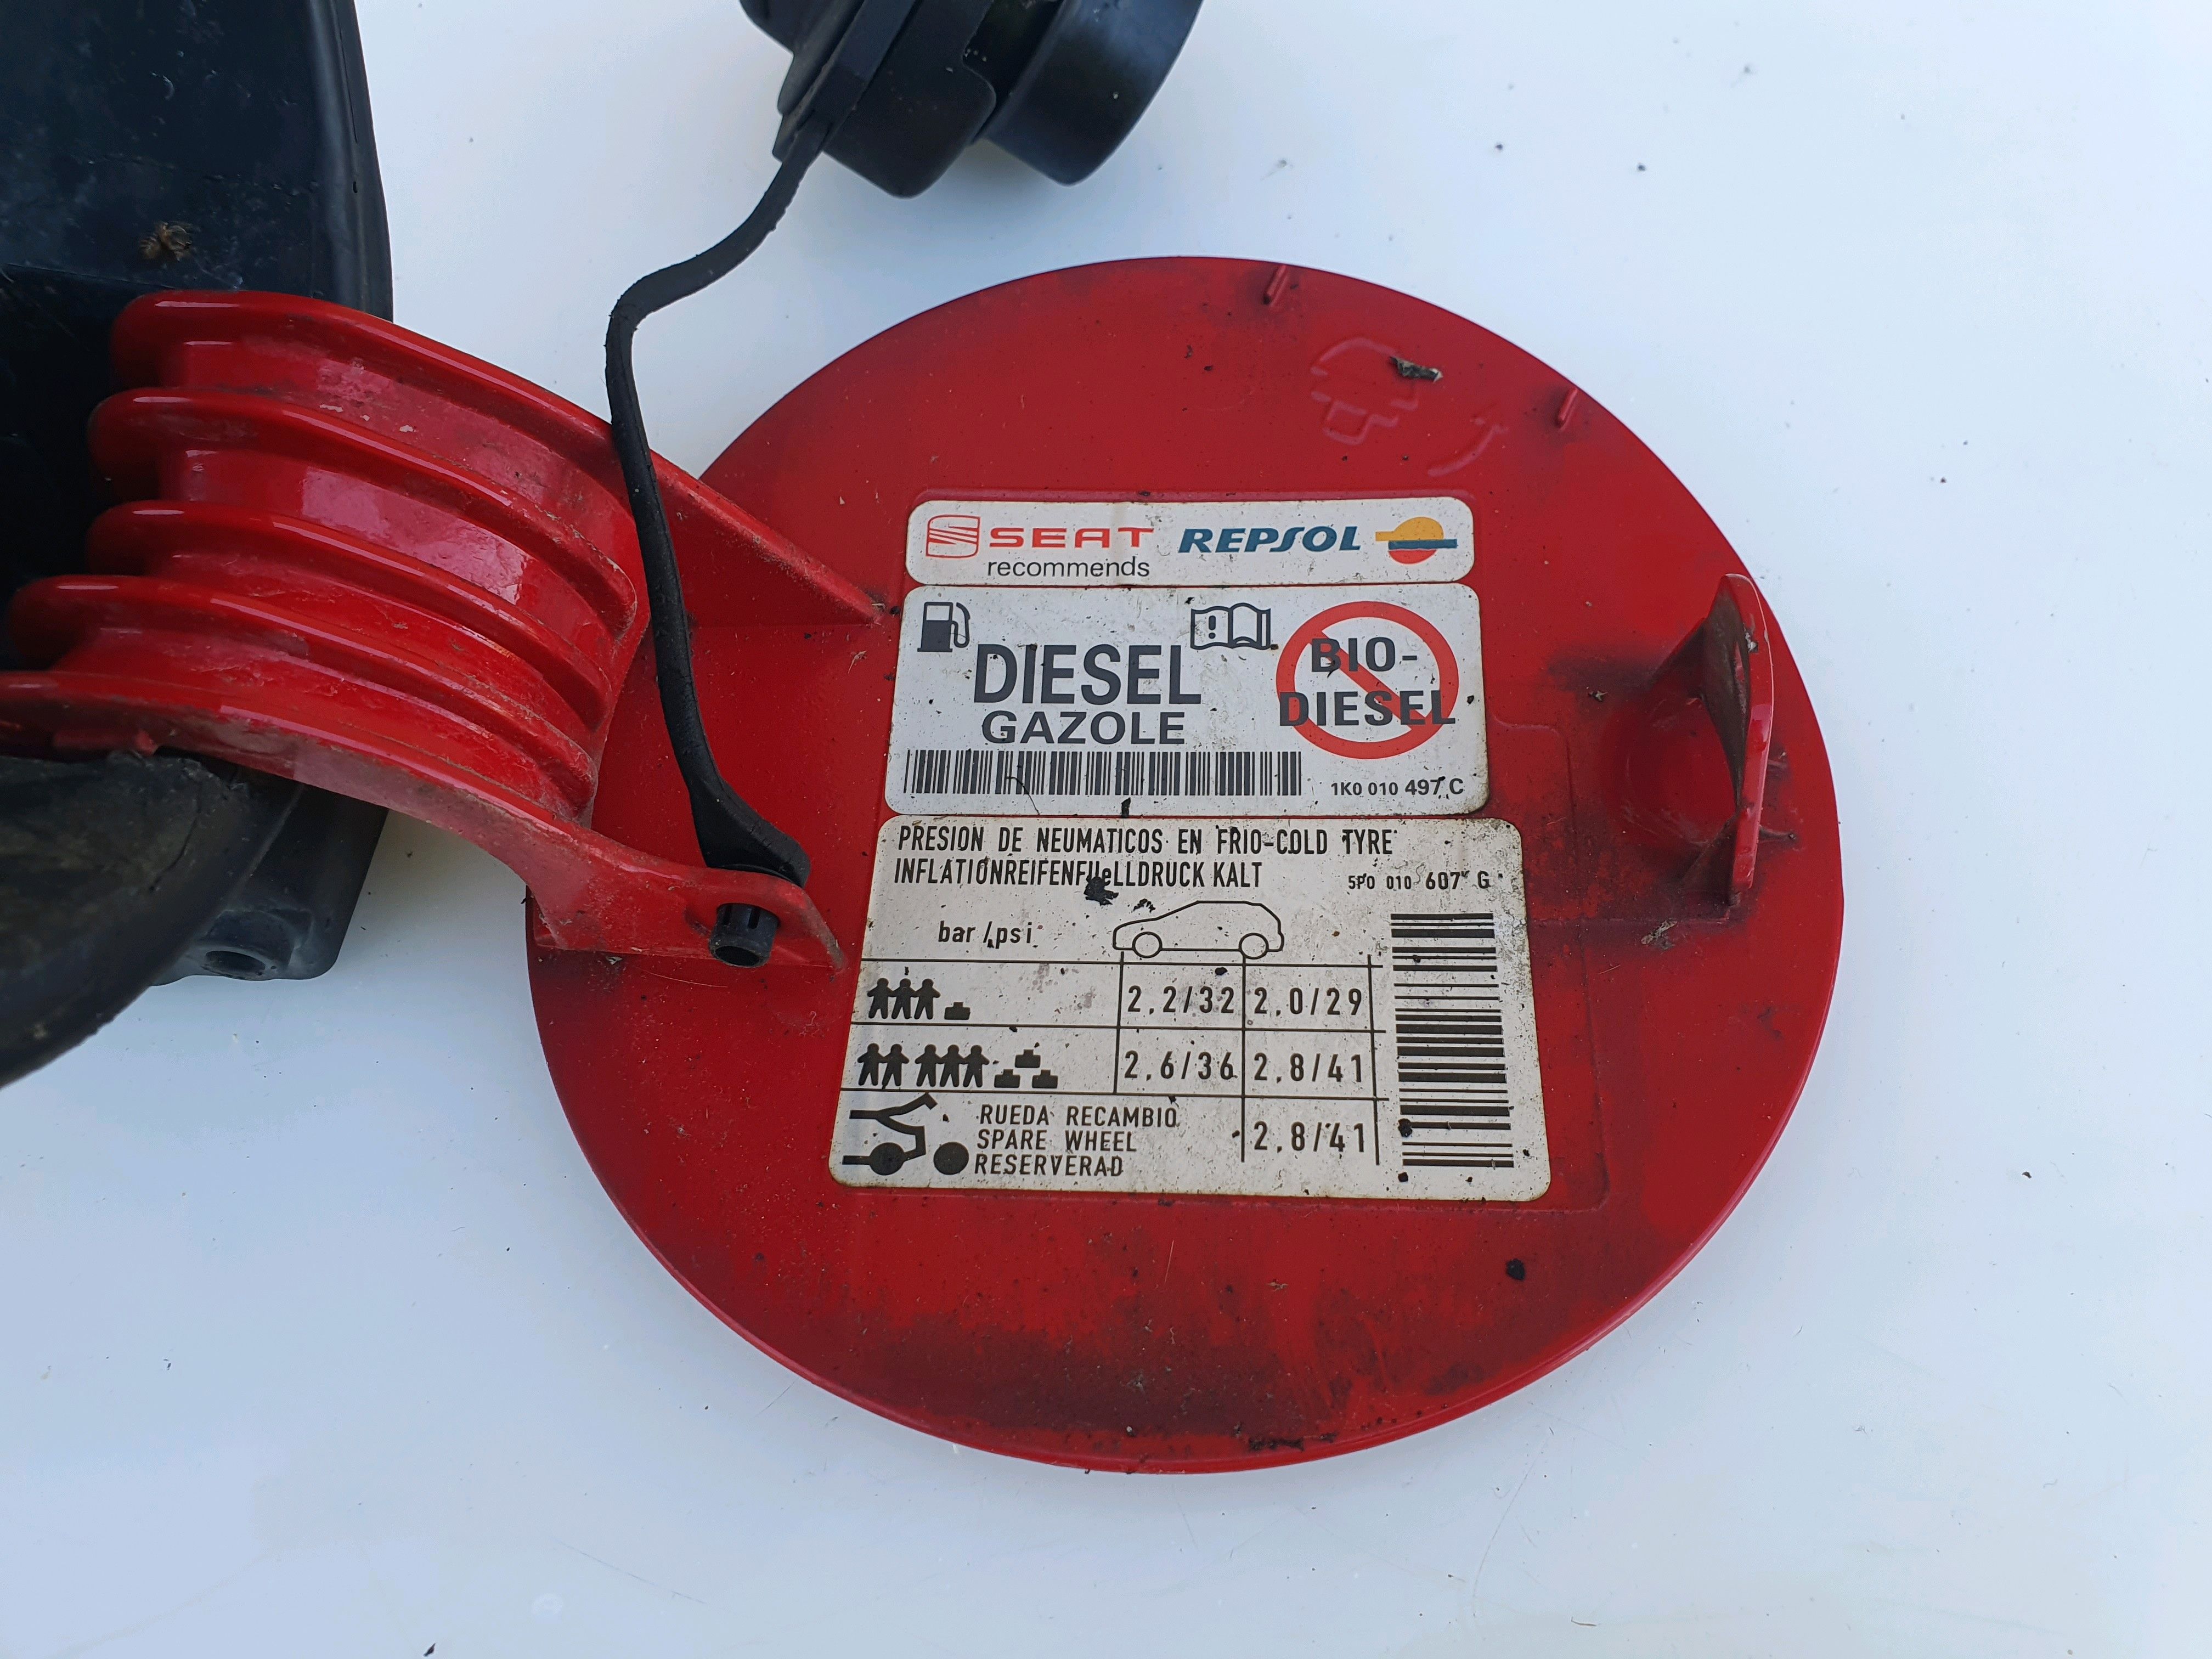 SEAT REPSOL
recommends
DIESEL
GAZOLE
BIO-
DIESEL
1K0 010 497 C
PRESION DE NEUMATICOS EN FRIO-COLD TYRE
INFLATIONREIFENFUeLLDRUCK KALT
5P0 010 607 G
bar/psi
2,2/32 2,0/29
2,6/36 2,8/41
RUEDA RECAMBIO
SPARE WHEEL
RESERVERAD
2,8/41